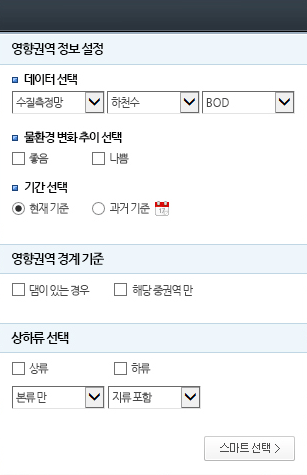 영향권역 정보 설정
데이터 선택
수질측정망 하천수 BOD
물환경 변화 추이 선택
좋음 나쁨
기간 선택
현재 기준 과거 기준 12
영향권역 경계 기준
댐이 있는 경우 해당 중권역 만
상하류 선택
상류 하류
본류 만 지류 포함
스마트 선택 >